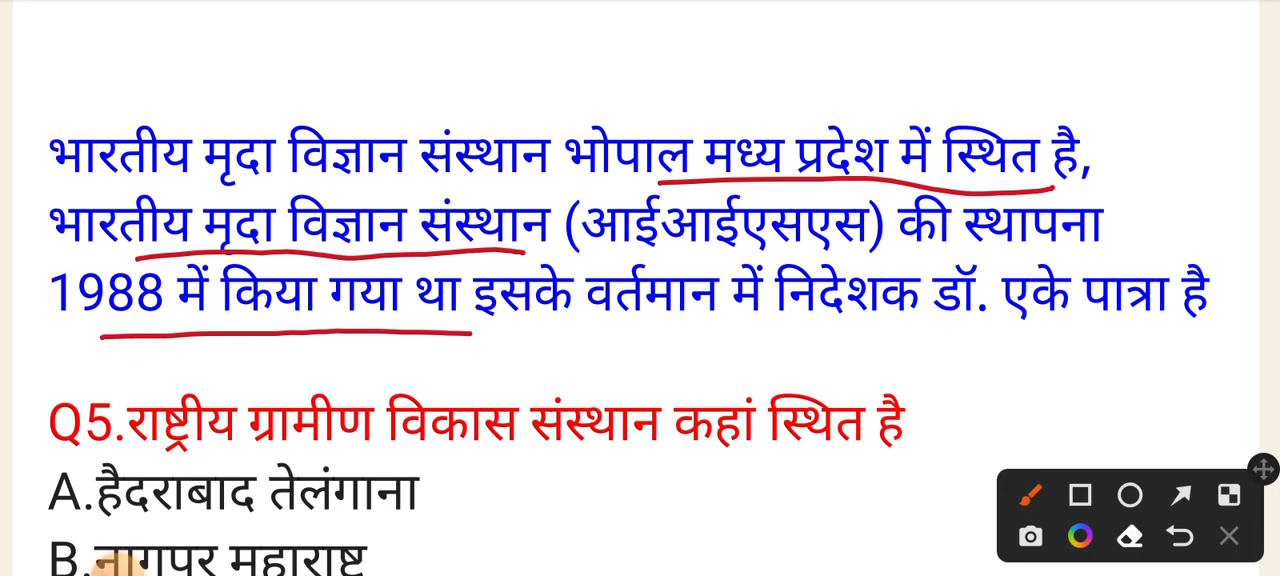 भारतीय मृदा विज्ञान संस्थान भोपाल मध्य प्रदेश में स्थित है,
भारतीय मृदा विज्ञान संस्थान (आईआईएसएस) की स्थापना
1988 में किया गया था इसके वर्तमान में निदेशक डॉ. एके पात्रा है
Q5.राष्ट्रीय ग्रामीण विकास संस्थान कहां स्थित है
A.हैदराबाद तेलंगाना
B.नागपुर महाराष्ट्र